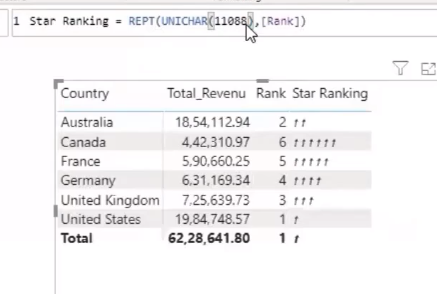 1 Star Ranking = REPT(UNICHAR(11088),[Rank])
Country Total_Revenu Rank Star Ranking
Australia 18,54,112.94 2
Canada 4,42,310.97 6
France 5,90,660.25 5
Germany 6,31,169.34 4
United Kingdom 7,25,639.73 3
United States 19,84,748.57 1
Total 62,28,641.80 1